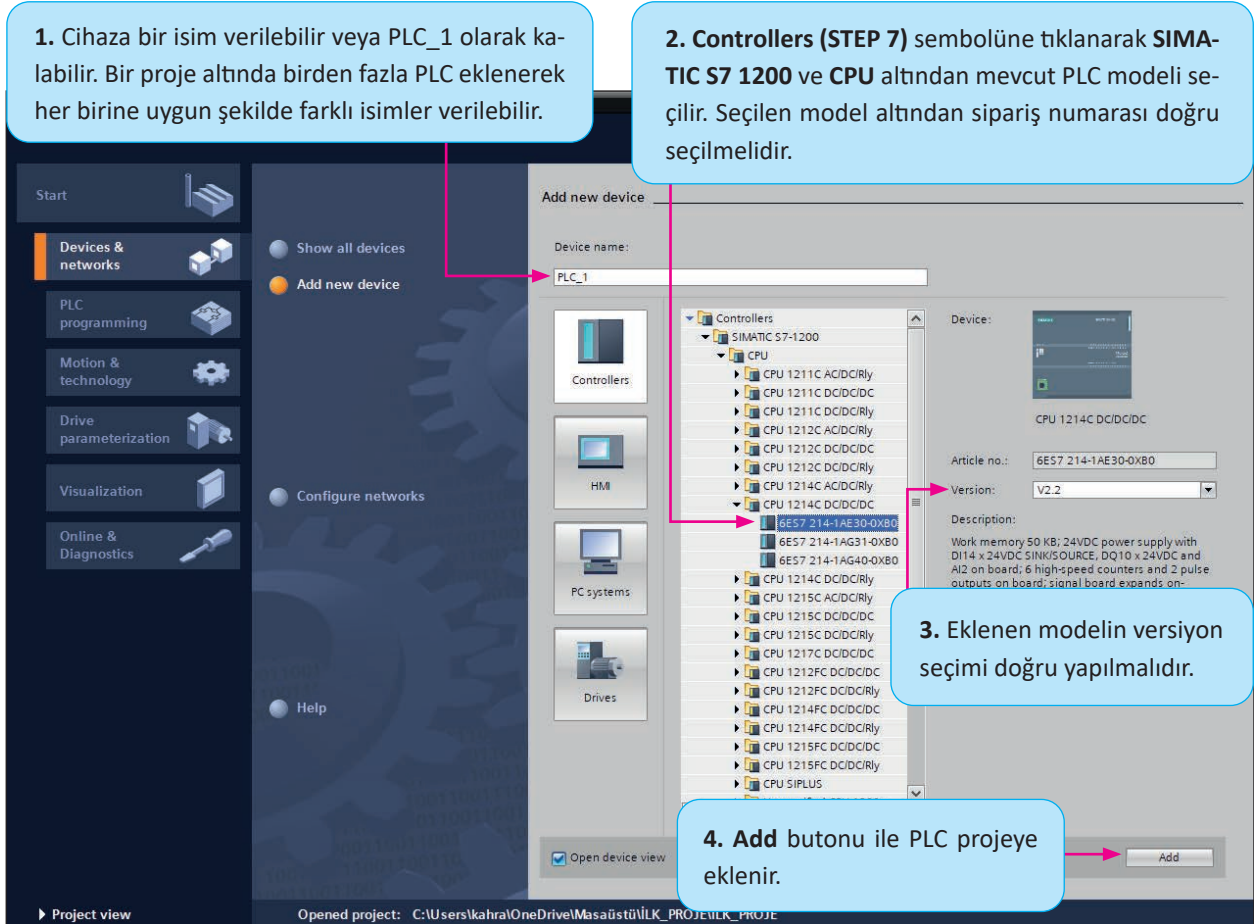 1. Cihaza bir isim verilebilir veya PLC_1 olarak ka-
labilir. Bir proje altında birden fazla PLC eklenerek
her birine uygun şekilde farklı isimler verilebilir.
2. Controllers (STEP 7) sembolüne tıklanarak SIMA-
TIC S7 1200 ve CPU altından mevcut PLC modeli se-
çilir. Seçilen model altından sipariş numarası doğru
seçilmelidir.
Start
Devices &
networks
PLC
programming
Motion &
technology
Drive
parameterization
Visualization
Online &
Diagnostics
Show all devices
Add new device
Configure networks
Help
Add new device
Device name:
PLC_1
Controllers
HMI
PC systems
Drives
Controllers
SIMATIC S7-1200
CPU
CPU 1211C AC/DC/Rly
CPU 1211C DC/DC/DC
CPU 1211C DC/DC/Rly
CPU 1212C AC/DC/Rly
CPU 1212C DC/DC/DC
CPU 1212C DC/DC/Rly
CPU 1214C AC/DC/Rly
CPU 1214C DC/DC/DC
6ES7 214-1AE30-0XB0
6ES7 214-1AG31-0XB0
6ES7 214-1AG40-0XB0
CPU 1214C DC/DC/Rly
CPU 1215C AC/DC/Rly
CPU 1215C DC/DC/DC
CPU 1215C DC/DC/Rly
CPU 1217C DC/DC/DC
CPU 1212FC DC/DC/DC
CPU 1212FC DC/DC/Rly
CPU 1214FC DC/DC/DC
CPU 1214FC DC/DC/Rly
CPU 1215FC DC/DC/DC
CPU 1215FC DC/DC/Rly
CPU SIPLUS
Device:
CPU 1214C DC/DC/DC
Article no.: 6ES7 214-1AE30-0XB0
Version: V2.2
Description:
Work memory 50 KB; 24VDC power supply with
DI14 x 24VDC SINK/SOURCE, DQ10 x 24VDC and
AI2 on board; 6 high-speed counters and 2 pulse
outputs on board; signal board expands on-
3. Eklenen modelin versiyon
seçimi doğru yapılmalıdır.
4. Add butonu ile PLC projeye
eklenir.
Open device view
Add
Project view
Opened project: C:\Users\kahra\OneDrive\Masaüstü\İLK_PROJE\İLK_PROJE